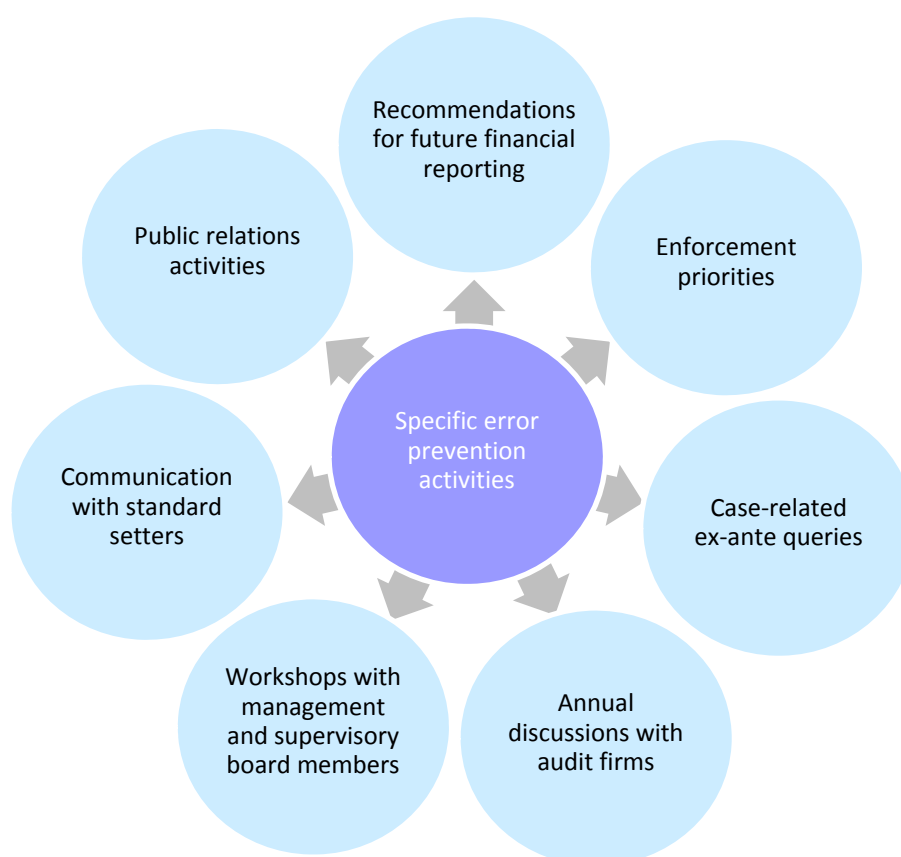 Recommendations
for future financial
reporting
Enforcement
priorities
Case-related
ex-ante queries
Annual
discussions with
audit firms
Workshops with
management
and supervisory
board members
Communication
with standard
setters
Public relations
activities
Specific error
prevention
activities